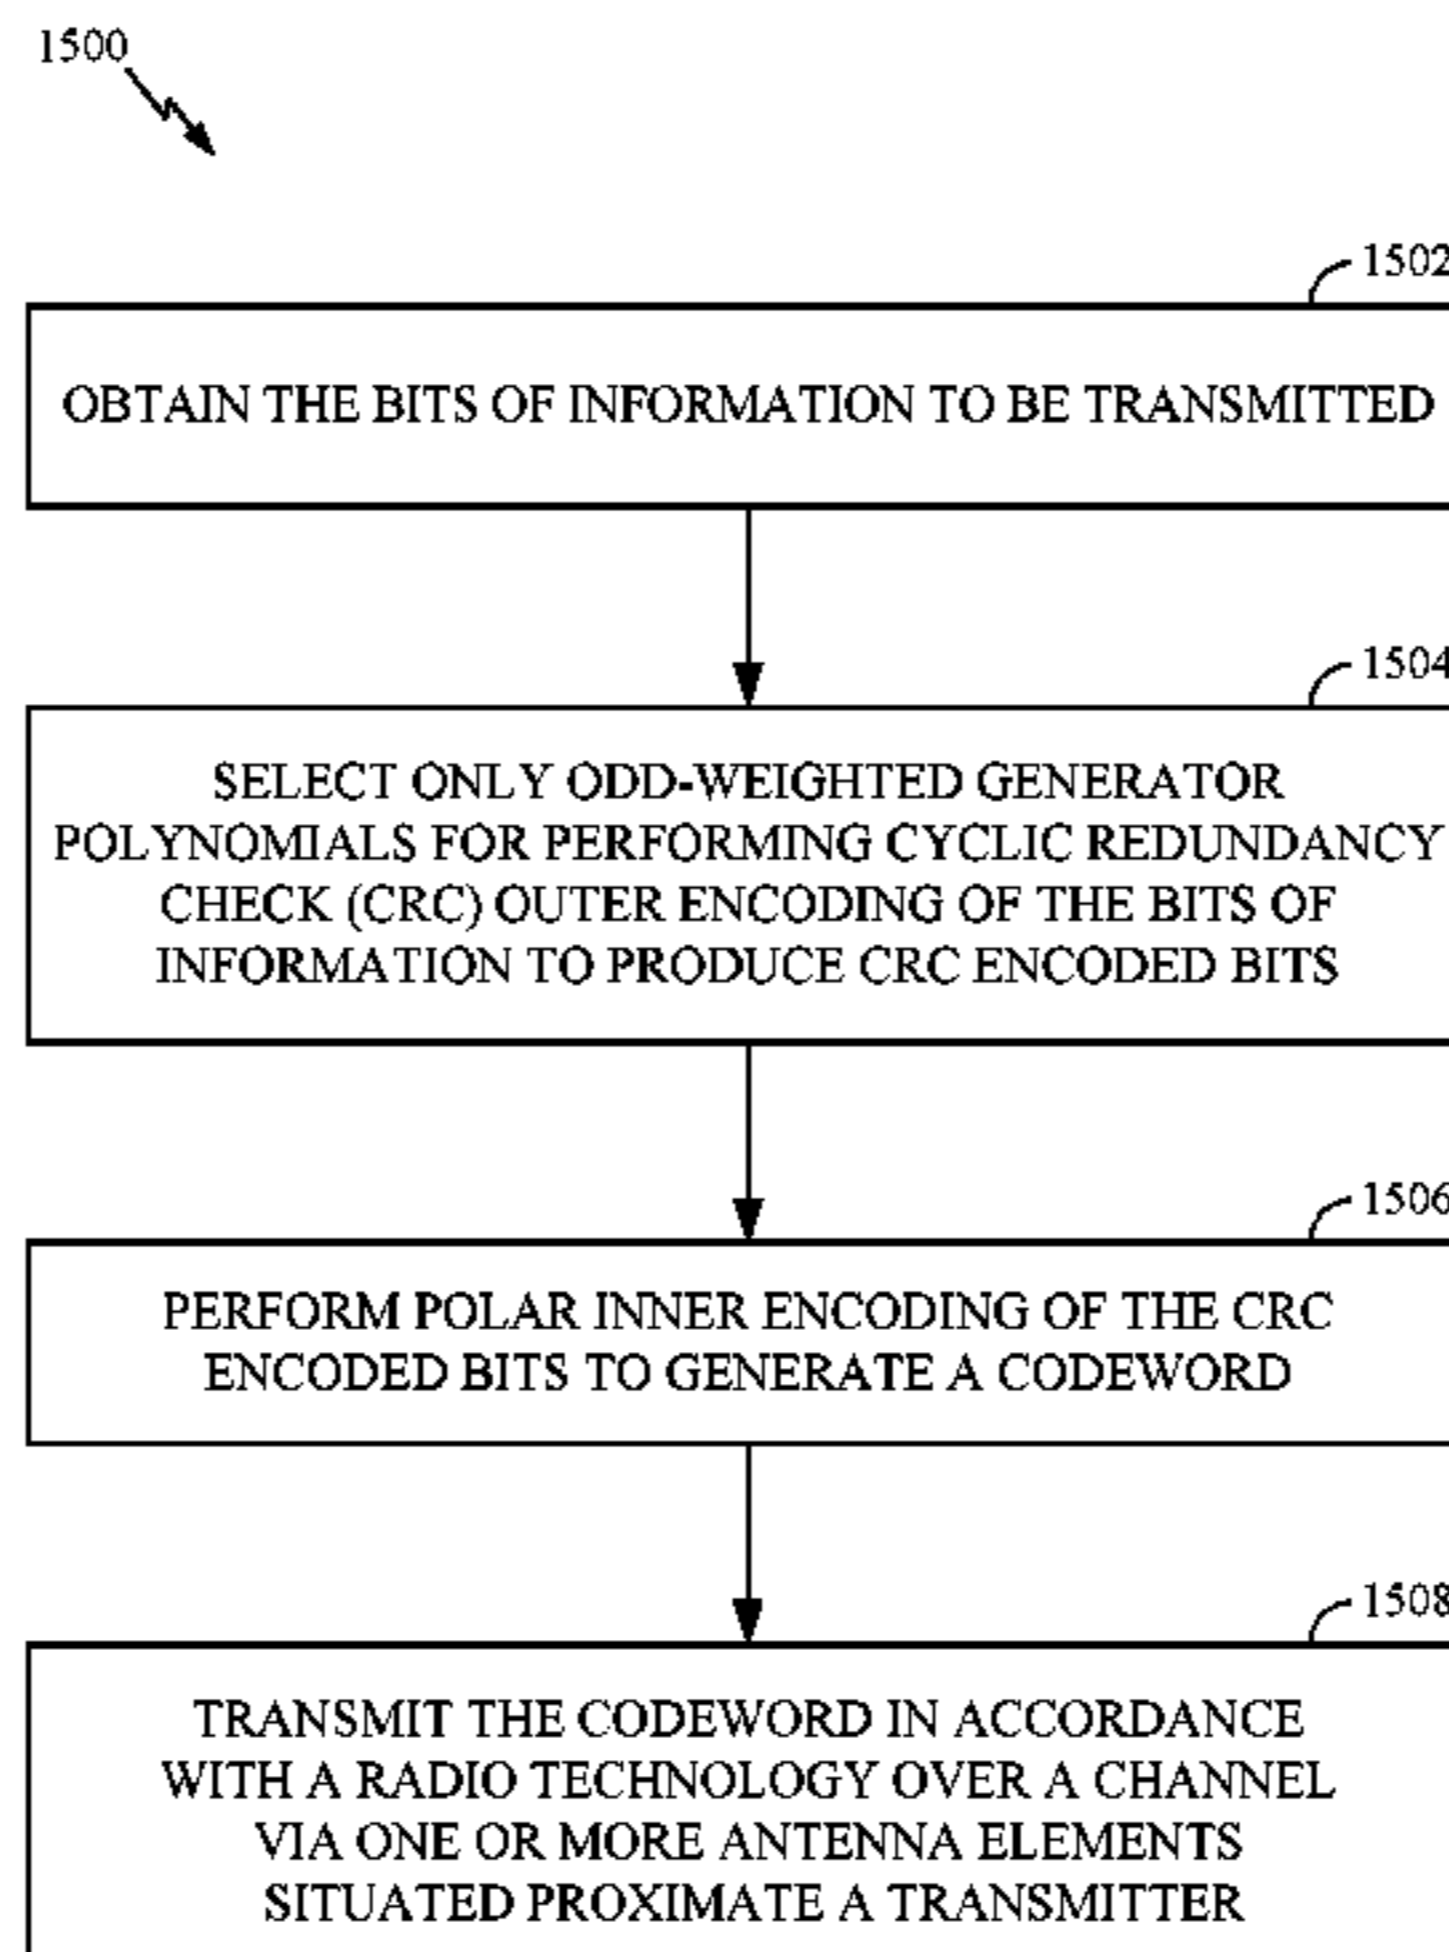 1500
1502
OBTAIN THE BITS OF INFORMATION TO BE TRANSMITTED
1504
SELECT ONLY ODD-WEIGHTED GENERATOR
POLYNOMIALS FOR PERFORMING CYCLIC REDUNDANCY
CHECK (CRC) OUTER ENCODING OF THE BITS OF
INFORMATION TO PRODUCE CRC ENCODED BITS
1506
PERFORM POLAR INNER ENCODING OF THE CRC
ENCODED BITS TO GENERATE A CODEWORD
1508
TRANSMIT THE CODEWORD IN ACCORDANCE
WITH A RADIO TECHNOLOGY OVER A CHANNEL
VIA ONE OR MORE ANTENNA ELEMENTS
SITUATED PROXIMATE A TRANSMITTER